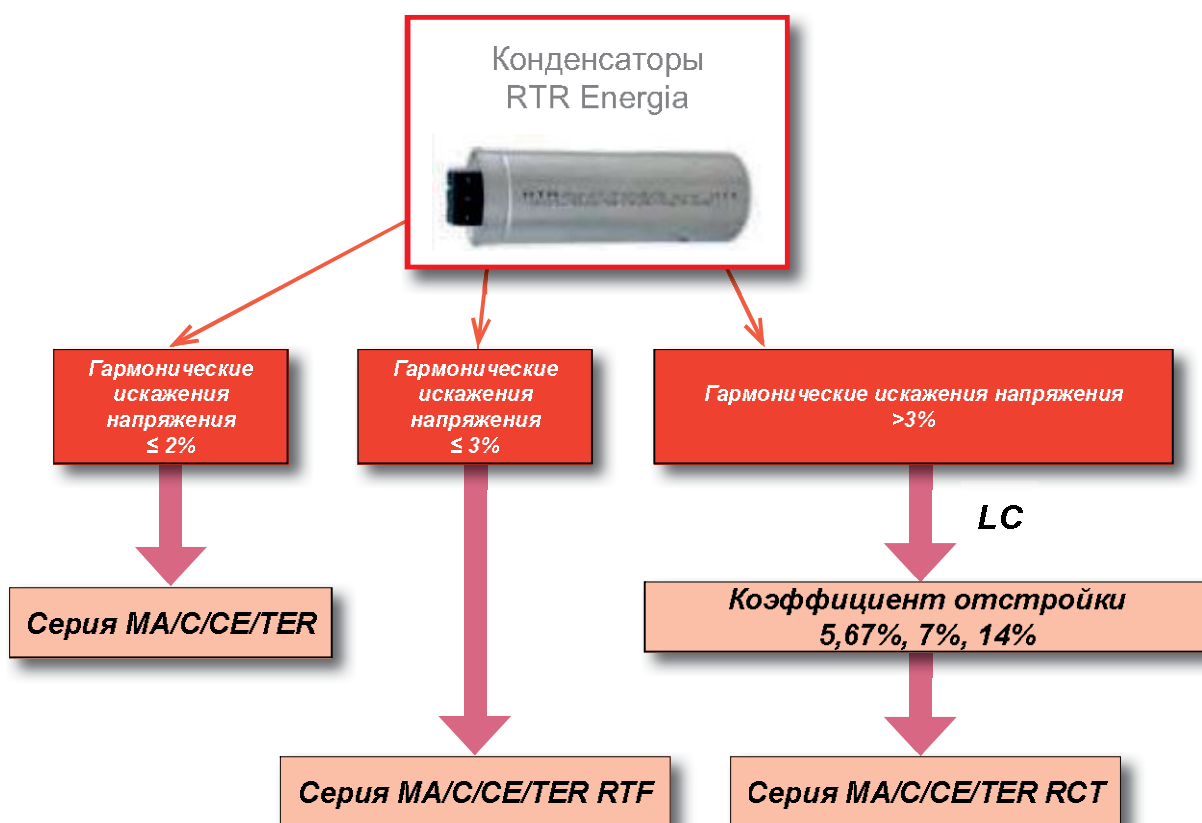 Конденсаторы
RTR Energia
RTR
Гармонические
искажения
напряжения
≤ 2%
Гармонические
искажения
напряжения
≤ 3%
Гармонические искажения напряжения
>3%
LC
Серия MA/C/CE/TER
Коэффициент отстройки
5,67%, 7%, 14%
Серия MA/C/CE/TER RTF
Серия MA/C/CE/TER RCT